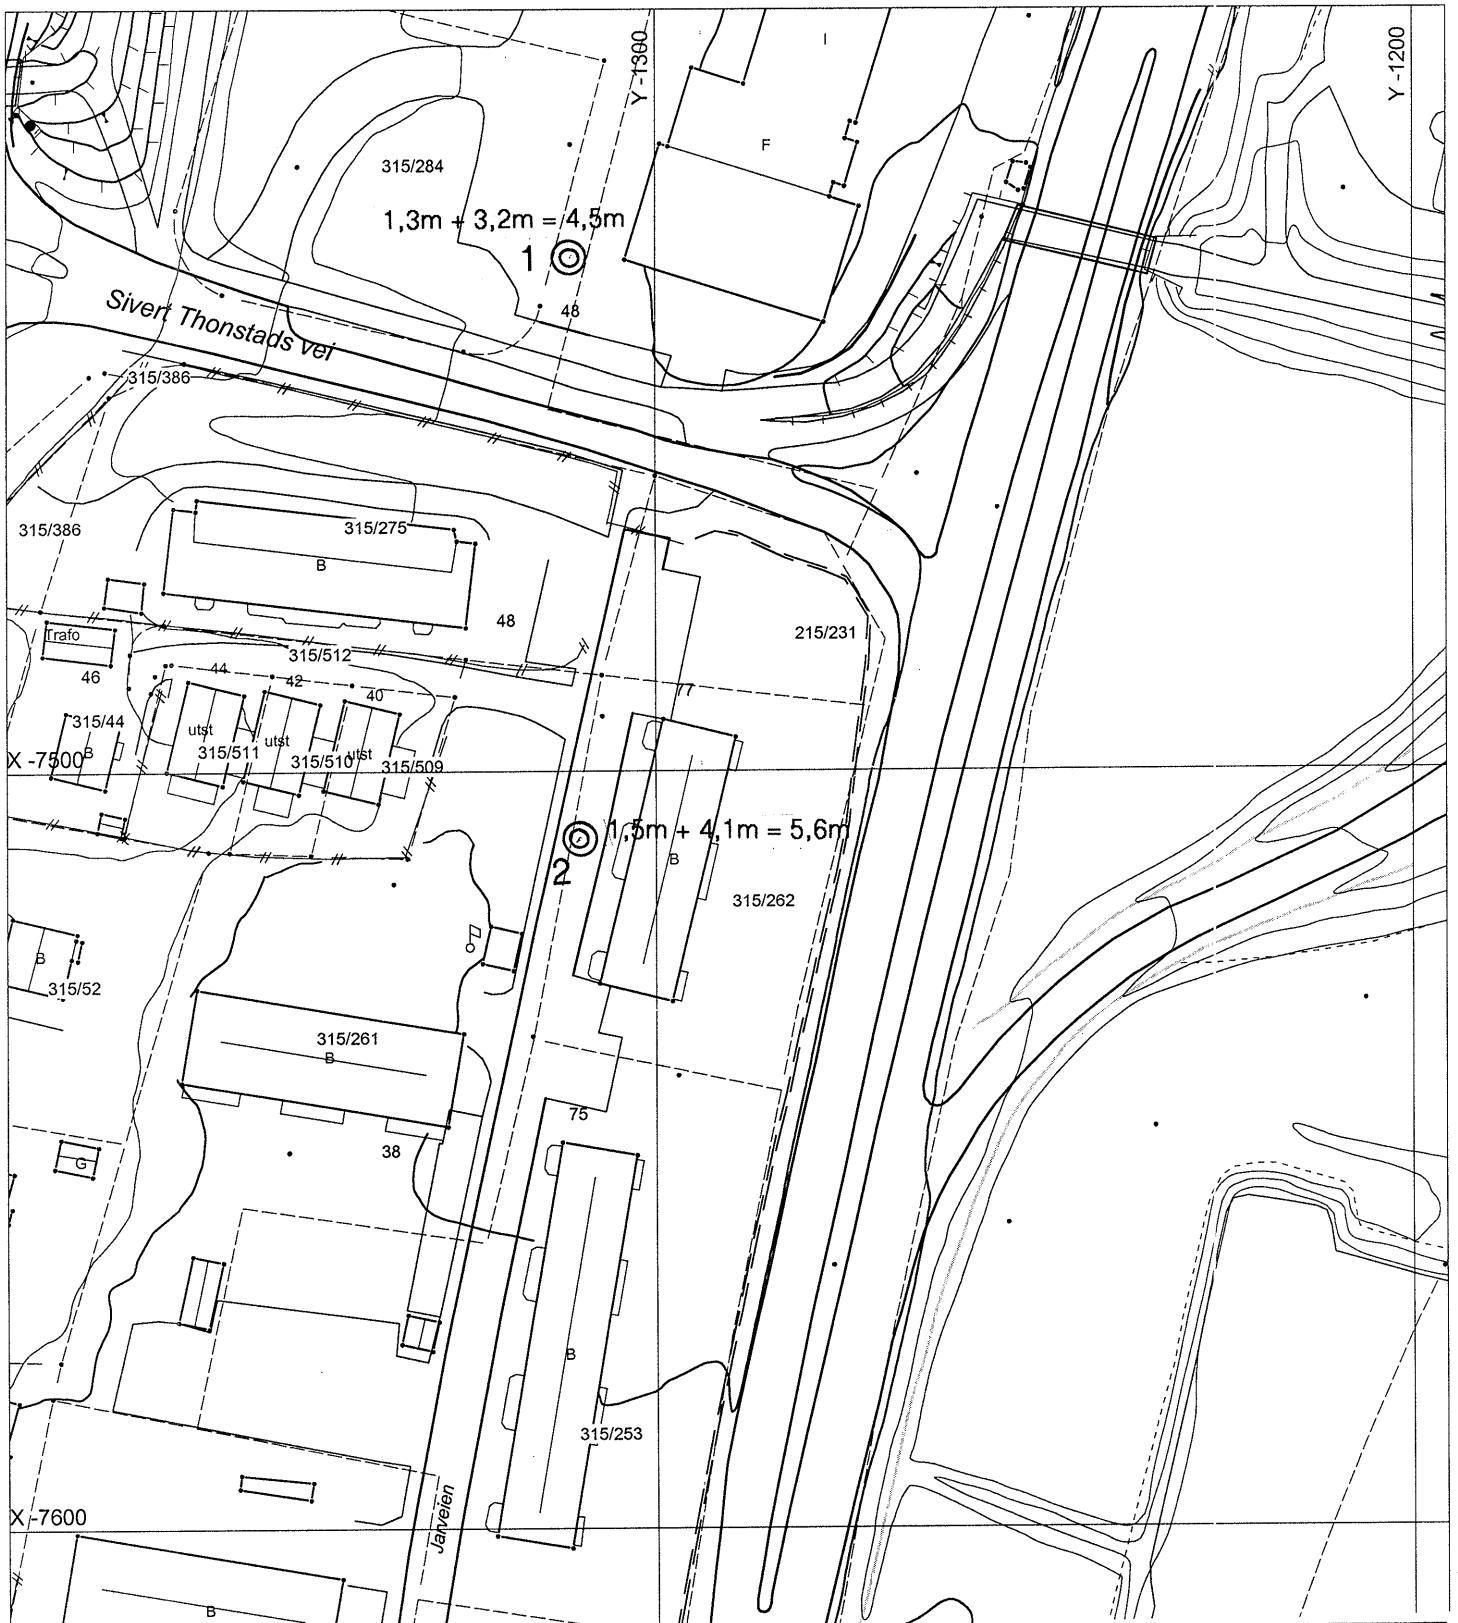 Y -1300
Y -1200
I
F
315/284
1,3m + 3,2m = 4,5m
1
48
Sivert Thonstads vei
315/386
315/386
315/275
B
48
215/231
Trafo
315/512
46
44
42
40
77
315/44
B
utst
utst
utst
315/511
315/510
315/509
X -7500
1,5m + 4,1m = 5,6m
2
B
315/262
B
315/52
315/261
B
75
38
G
B
315/253
X -7600
Jarveien
B